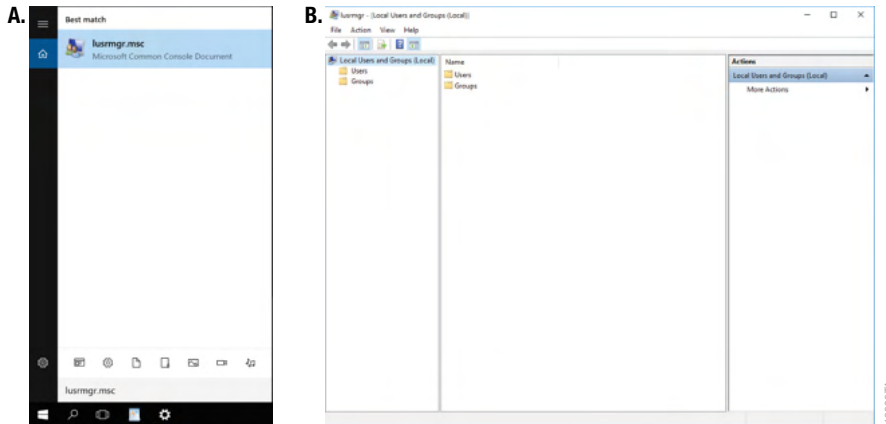 A.
Best match
lusrmgr.msc
Microsoft Common Console Document
lusrmgr.msc
B.
lusrmgr - [Local Users and Groups (Local)]
File Action View Help
Local Users and Groups (Local)
Users
Groups
Name
Users
Groups
Actions
Local Users and Groups (Local)
More Actions